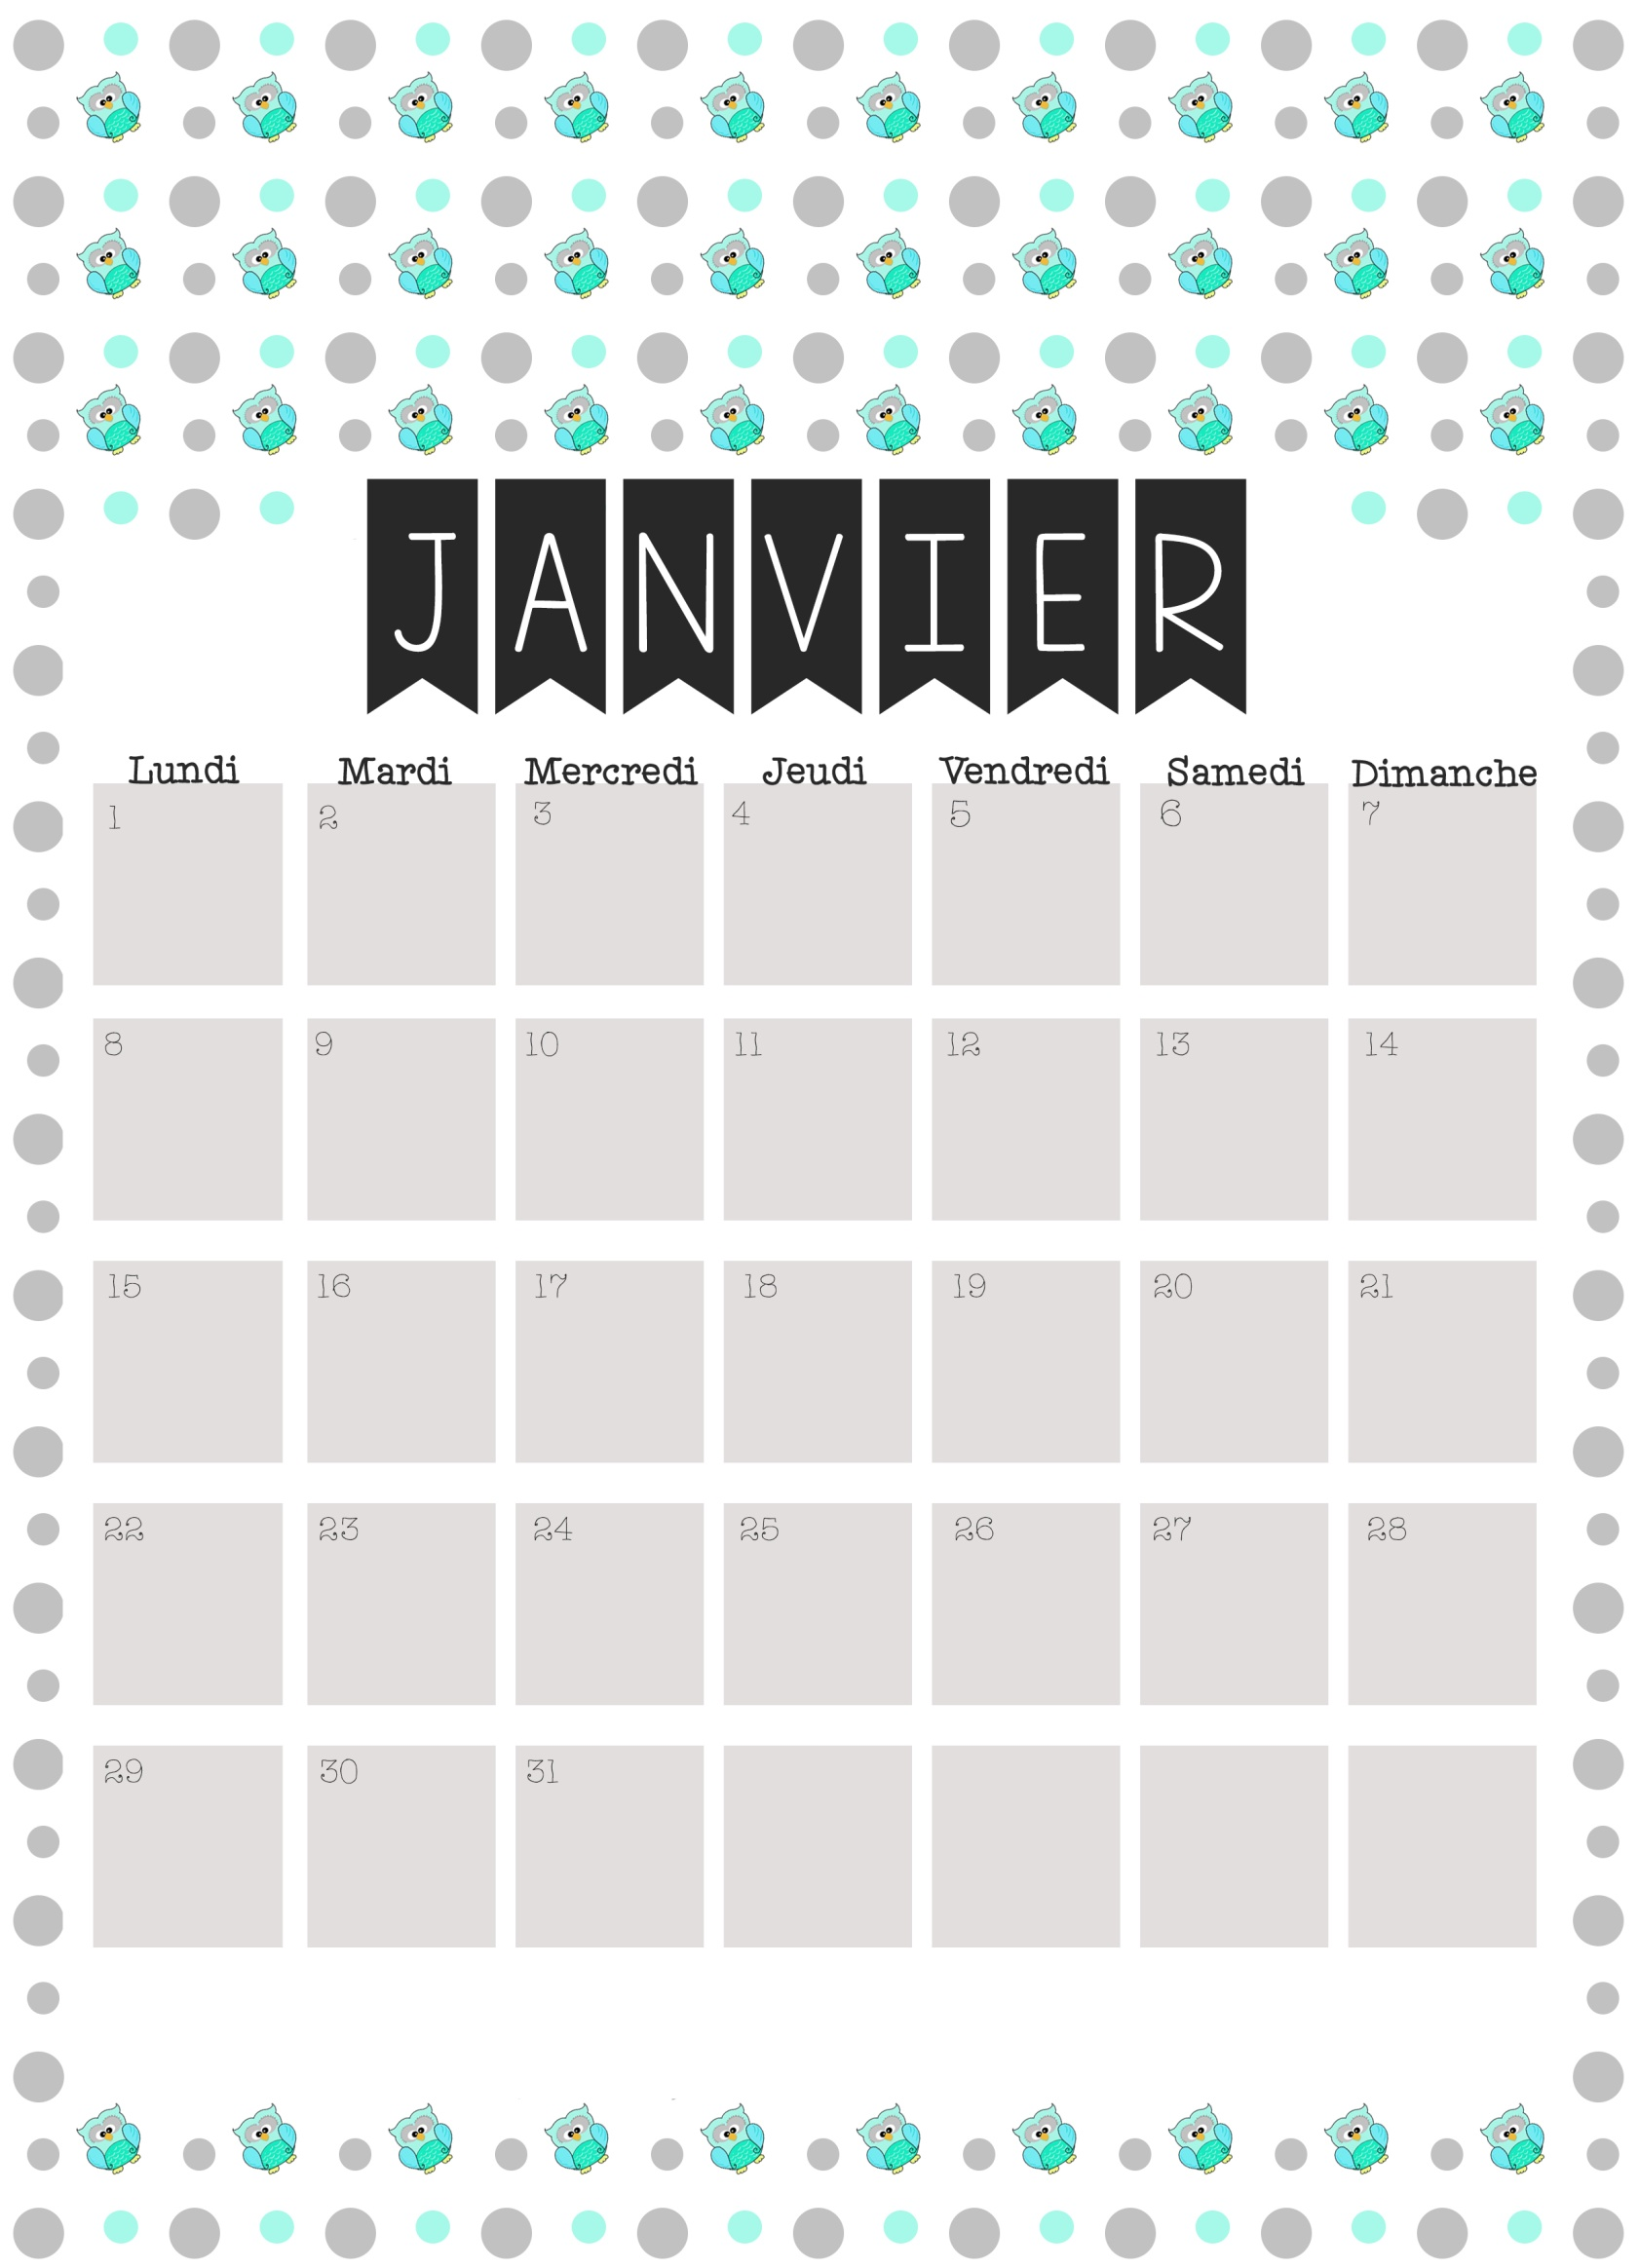 JANVIER
Lundi Mardi Mercredi Jeudi Vendredi Samedi Dimanche
1 2 3 4 5 6 7
8 9 10 11 12 13 14
15 16 17 18 19 20 21
22 23 24 25 26 27 28
29 30 31